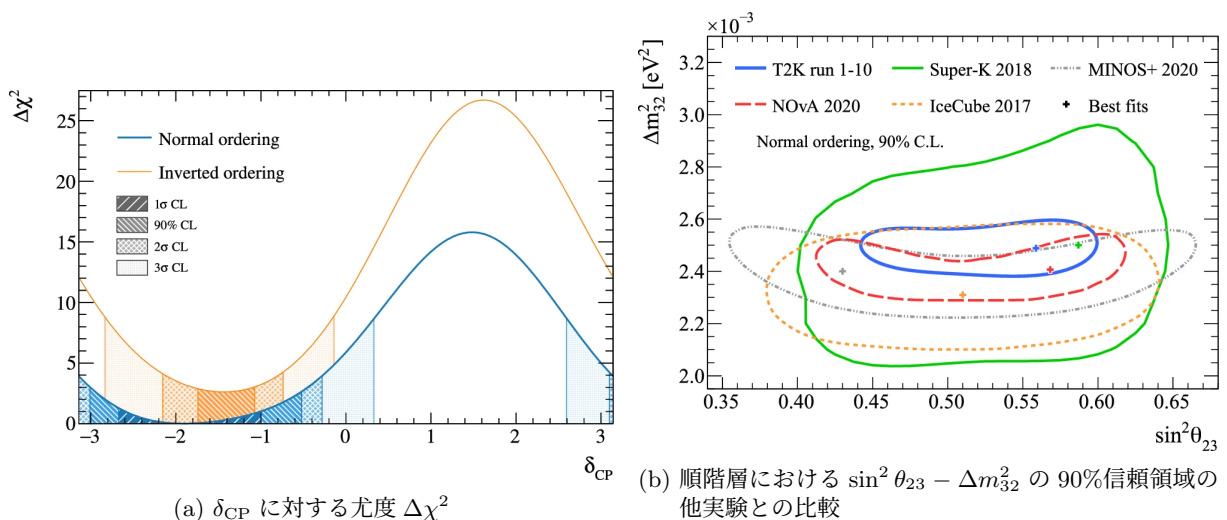 Δχ²
25
20
15
10
5
0
Normal ordering
Inverted ordering
1σ CL
90% CL
2σ CL
3σ CL
−3
−2
−1
0
1
2
3
δCP
(a) δCP に対する尤度 Δχ²
×10⁻³
Δm²₃₂ [eV²]
3.2
3.0
2.8
2.6
2.4
2.2
2.0
T2K run 1-10
Super-K 2018
MINOS+ 2020
NOvA 2020
IceCube 2017
Best fits
Normal ordering, 90% C.L.
0.35
0.40
0.45
0.50
0.55
0.60
0.65
sin²θ₂₃
(b) 順階層における sin² θ₂₃ − Δm²₃₂ の 90%信頼領域の
他実験との比較